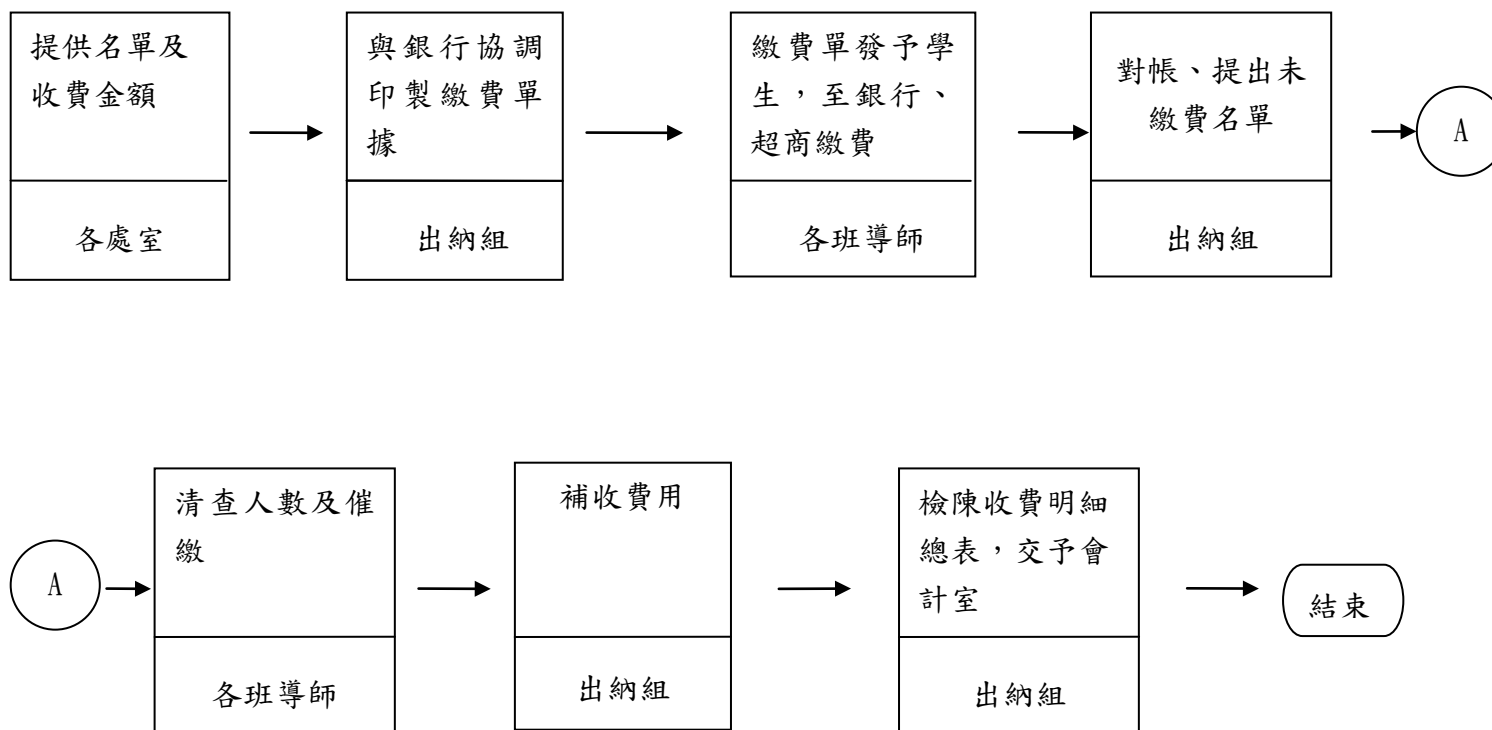 提供名單及
收費金額
各處室
與銀行協調
印製繳費單
據
出納組
繳費單發予學
生，至銀行、
超商繳費
各班導師
對帳、提出未
繳費名單
出納組
A
A
清查人數及催
繳
各班導師
補收費用
出納組
檢陳收費明細
總表，交予會
計室
出納組
結束